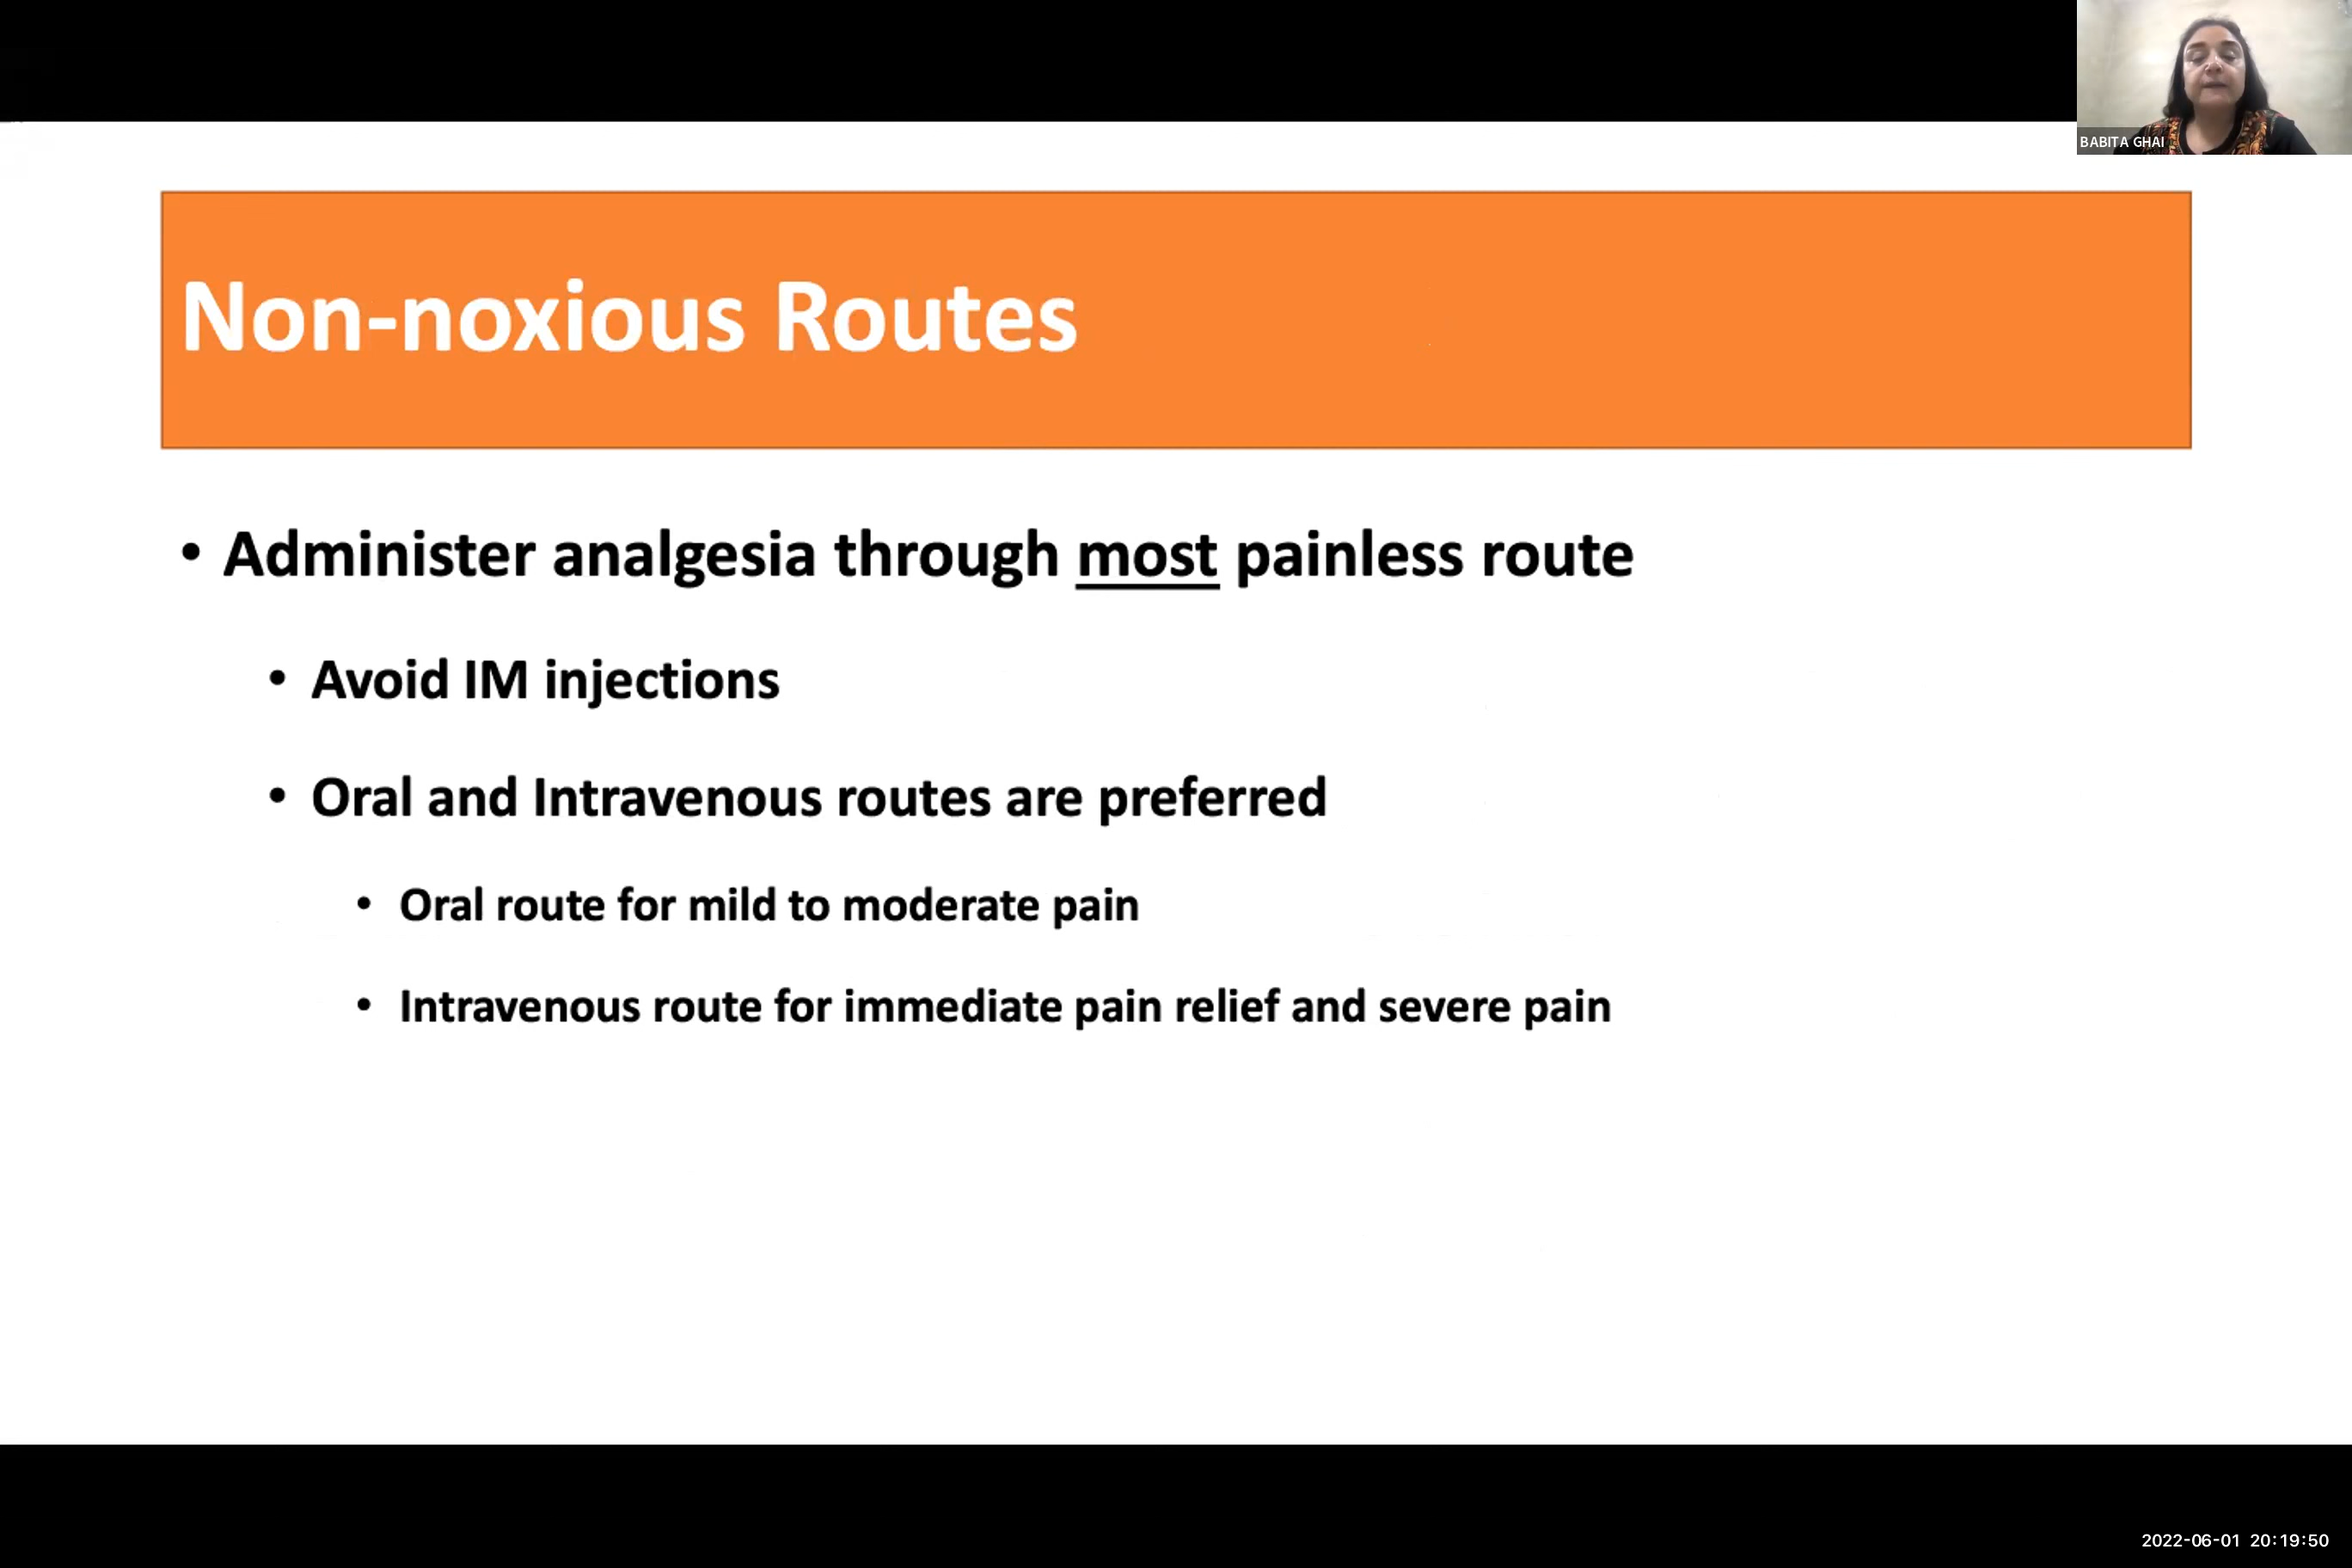 BABITA GHAI
Non-noxious Routes
• Administer analgesia through most painless route
• Avoid IM injections
• Oral and Intravenous routes are preferred
• Oral route for mild to moderate pain
• Intravenous route for immediate pain relief and severe pain
2022-06-01 20:19:50